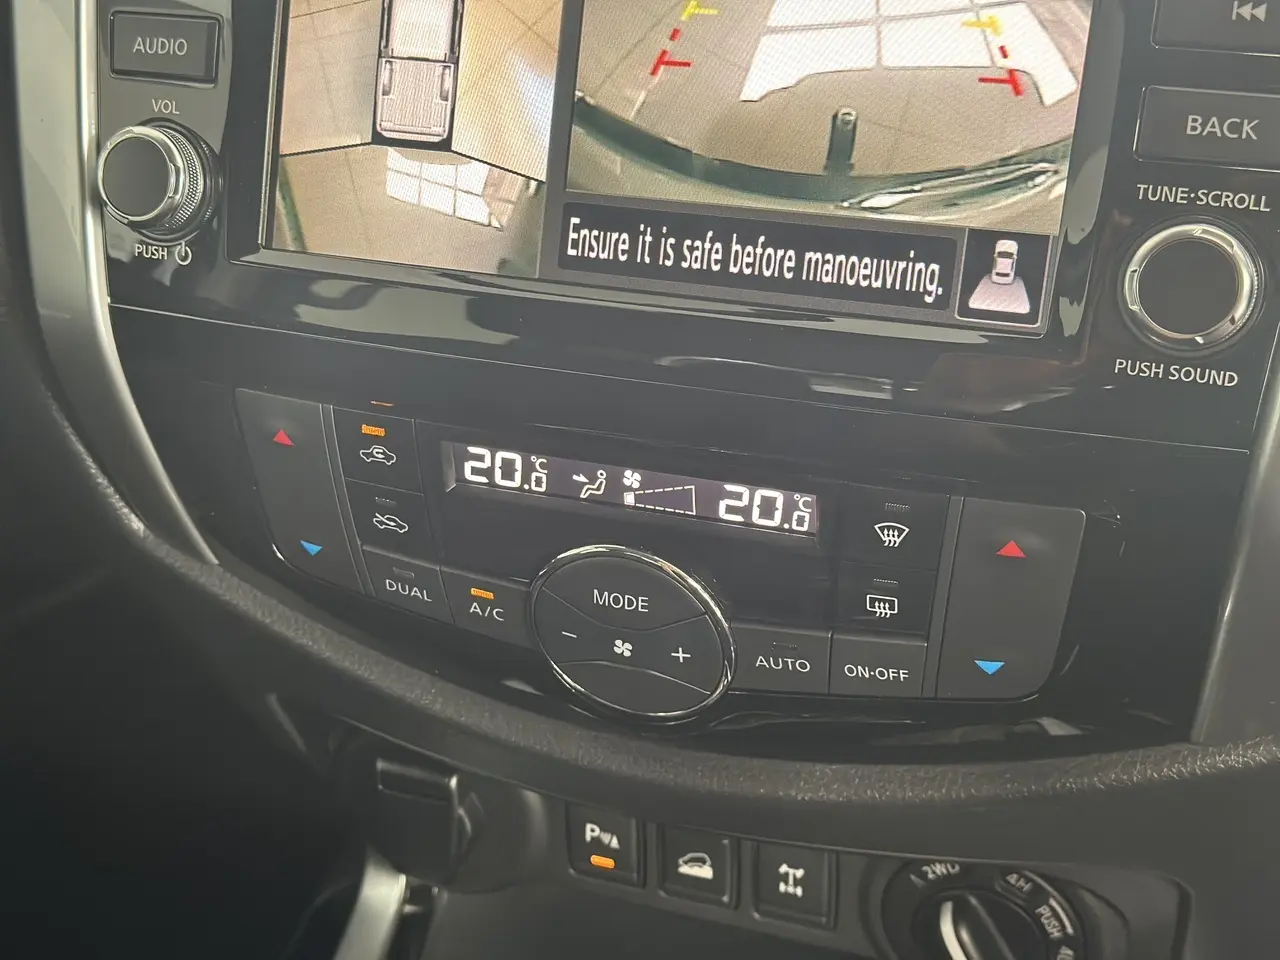 AUDIO
VOL
PUSH
BACK
TUNE·SCROLL
PUSH SOUND
Ensure it is safe before manoeuvring.
20.0°C
20.0°C
DUAL
A/C
MODE
AUTO
ON·OFF
P
2WD
4H
PUSH